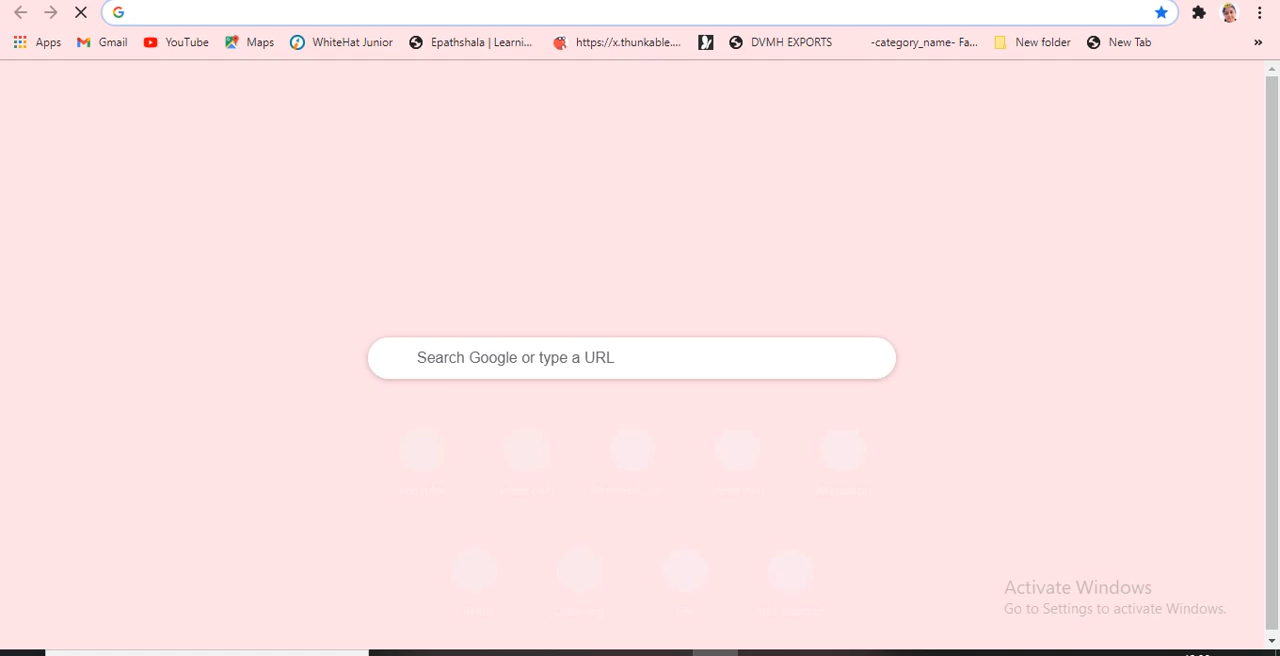 Apps Gmail YouTube Maps WhiteHat Junior Epathshala | Learni... https://x.thunkable.... DVMH EXPORTS -category_name- Fa... New folder New Tab »
Search Google or type a URL
Activate Windows
Go to Settings to activate Windows.